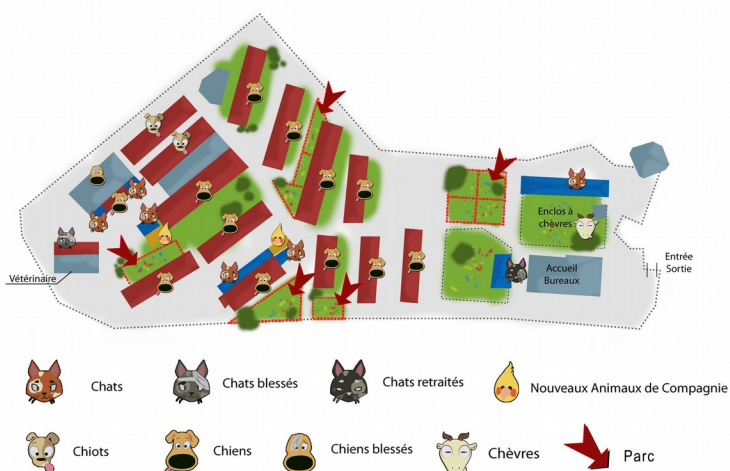 Enclos à
chèvres
Entrée
Sortie
Accueil
Bureaux
Vétérinaire
Chats
Chats blessés
Chats retraités
Nouveaux Animaux de Compagnie
Chiots
Chiens
Chiens blessés
Chèvres
Parc